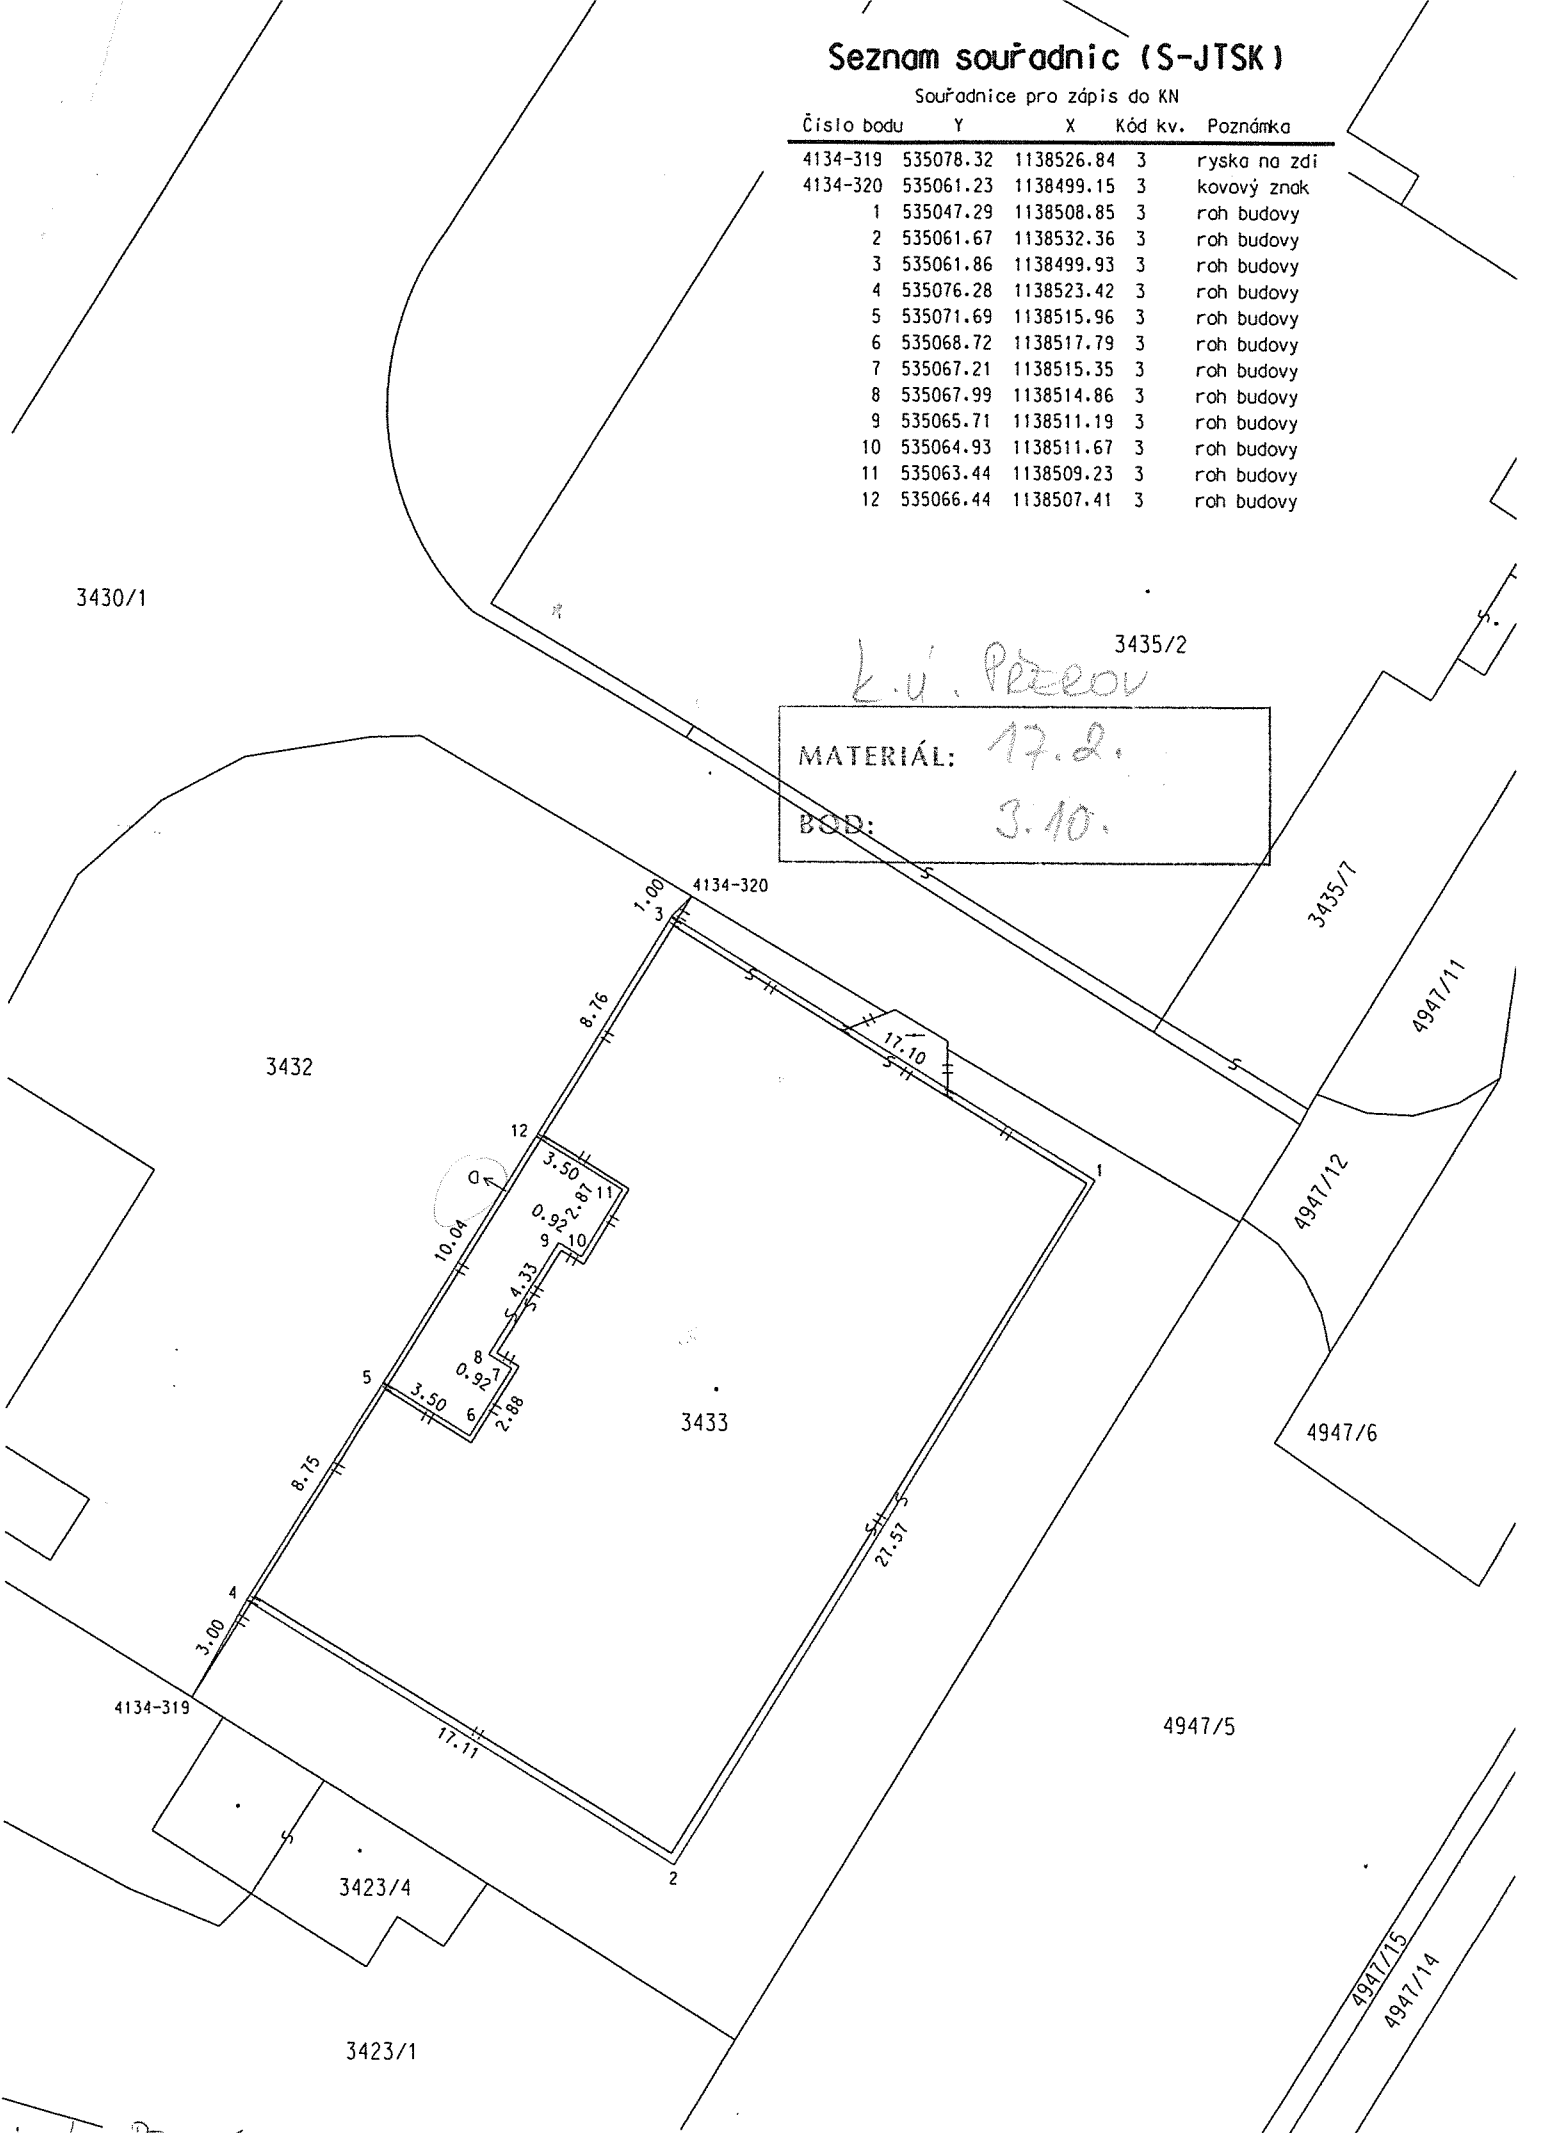 Seznam souřadnic (S-JTSK)
Souřadnice pro zápis do KN
Číslo bodu Y X Kód kv. Poznámka
4134-319 535078.32 1138526.84 3 ryska na zdi
4134-320 535061.23 1138499.15 3 kovový znak
1 535047.29 1138508.85 3 roh budovy
2 535061.67 1138532.36 3 roh budovy
3 535061.86 1138499.93 3 roh budovy
4 535076.28 1138523.42 3 roh budovy
5 535071.69 1138515.96 3 roh budovy
6 535068.72 1138517.79 3 roh budovy
7 535067.21 1138515.35 3 roh budovy
8 535067.99 1138514.86 3 roh budovy
9 535065.71 1138511.19 3 roh budovy
10 535064.93 1138511.67 3 roh budovy
11 535063.44 1138509.23 3 roh budovy
12 535066.44 1138507.41 3 roh budovy
3430/1
3435/2
k.ú. PŘEROV
MATERIÁL: 17.2.
BOD: 3.10.
3435/7
4134-320
1.00
3
4947/11
8.76
17.10
3432
12
3.50
11
2.87
1
4947/12
a
0.92
10.04
9
10
4.33
8
0.92
7
5
3.50
6
2.88
3433
4947/6
8.75
27.57
4
3.00
4134-319
17.11
4947/5
2
3423/4
4947/15
4947/14
3423/1